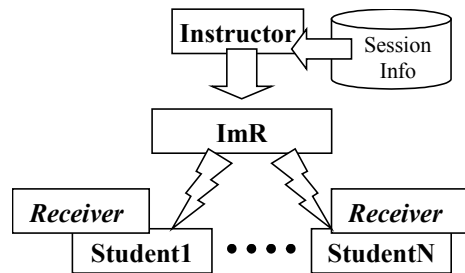 Instructor
Session
Info
ImR
Receiver
Receiver
Student1
StudentN